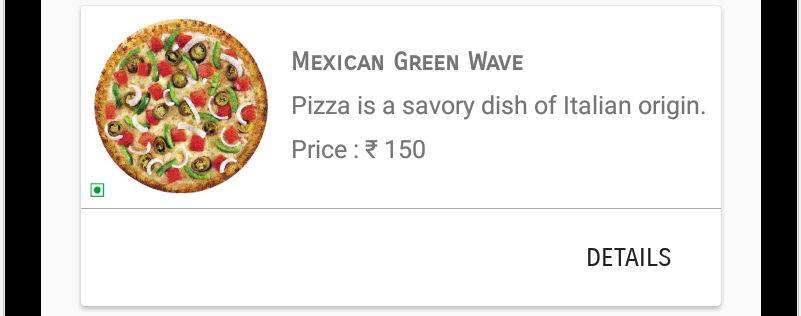 Mexican Green Wave
Pizza is a savory dish of Italian origin.
Price : ₹ 150
DETAILS